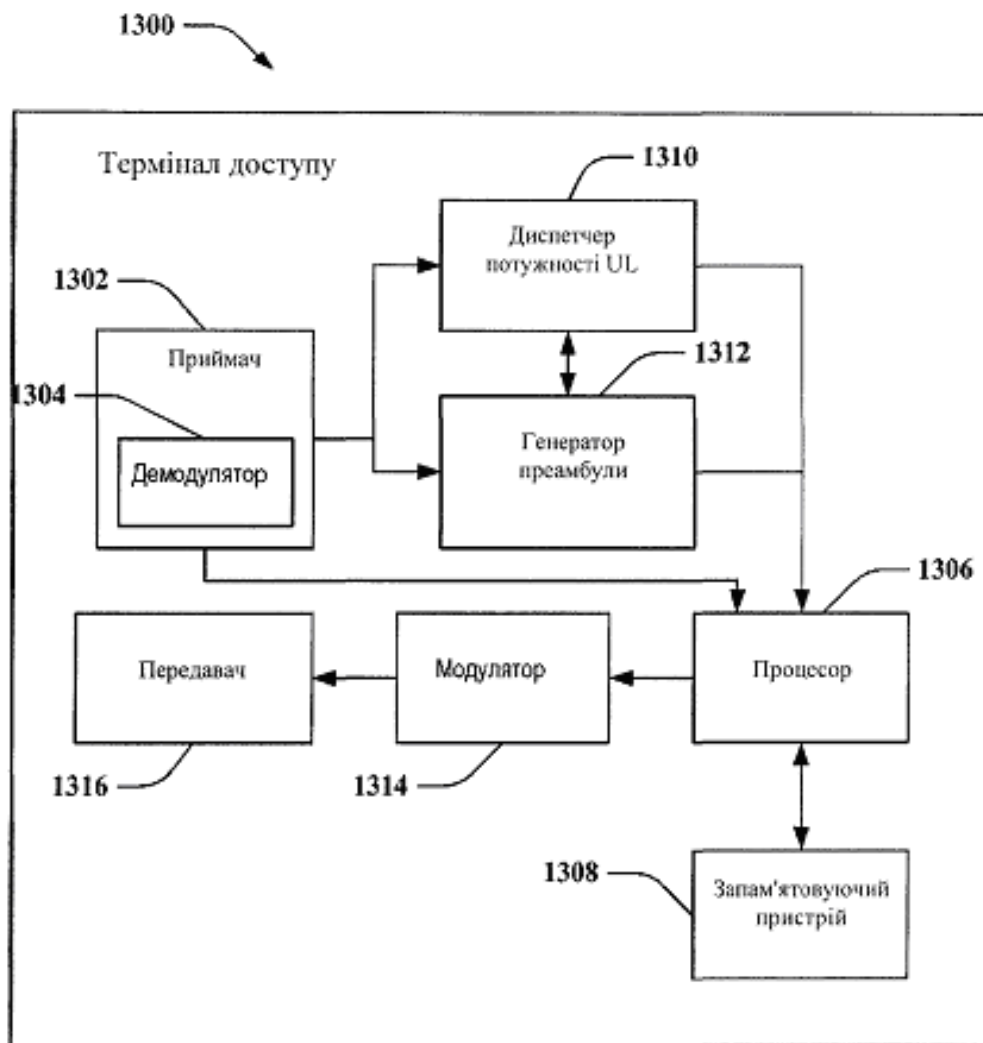 1300
Термінал доступу
1310
Диспетчер
потужності UL
1302
Приймач
1312
1304
Демодулятор
Генератор
преамбули
1306
Передавач
Модулятор
Процесор
1316
1314
1308
Запам'ятовуючий
пристрій